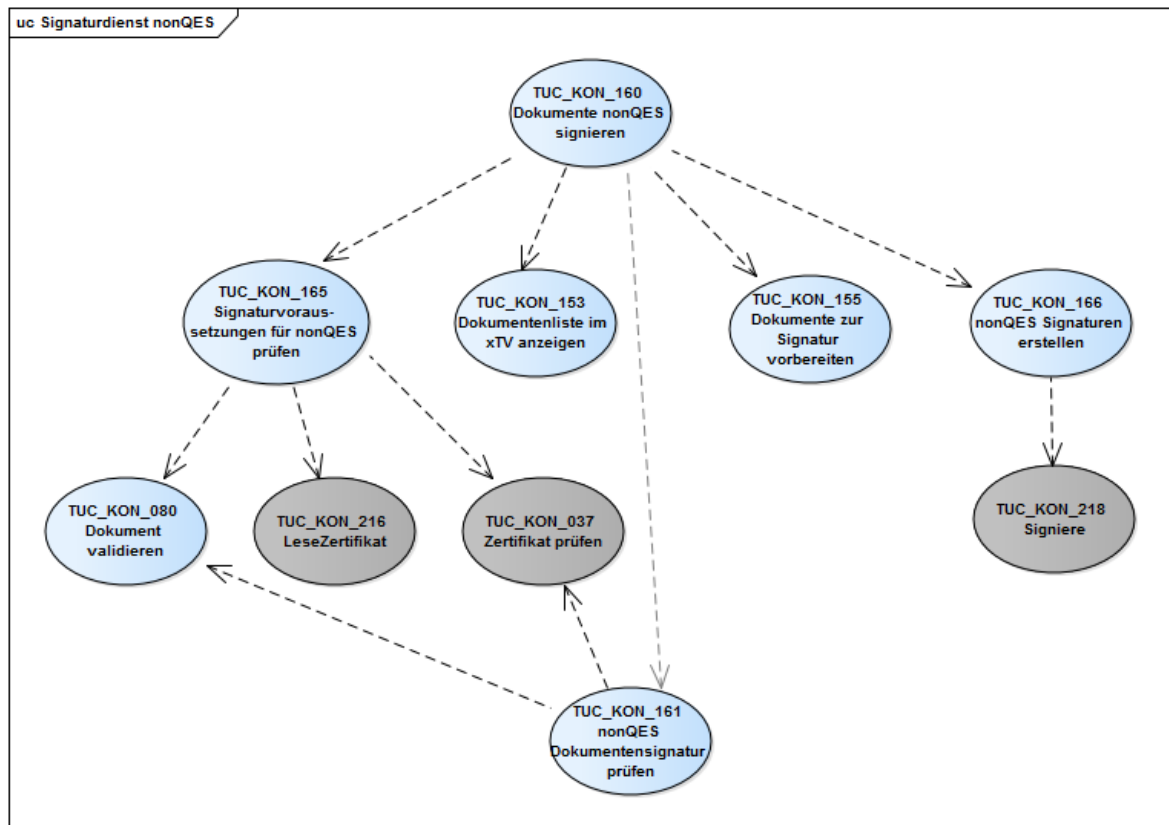 uc Signaturdienst nonQES
TUC_KON_160
Dokumente nonQES
signieren
TUC_KON_165
Signaturvoraus-
setzungen für nonQES
prüfen
TUC_KON_153
Dokumentenliste im
xTV anzeigen
TUC_KON_155
Dokumente zur
Signatur
vorbereiten
TUC_KON_166
nonQES Signaturen
erstellen
TUC_KON_080
Dokument
validieren
TUC_KON_216
LeseZertifikat
TUC_KON_037
Zertifikat prüfen
TUC_KON_218
Signiere
TUC_KON_161
nonQES
Dokumentensignatur
prüfen